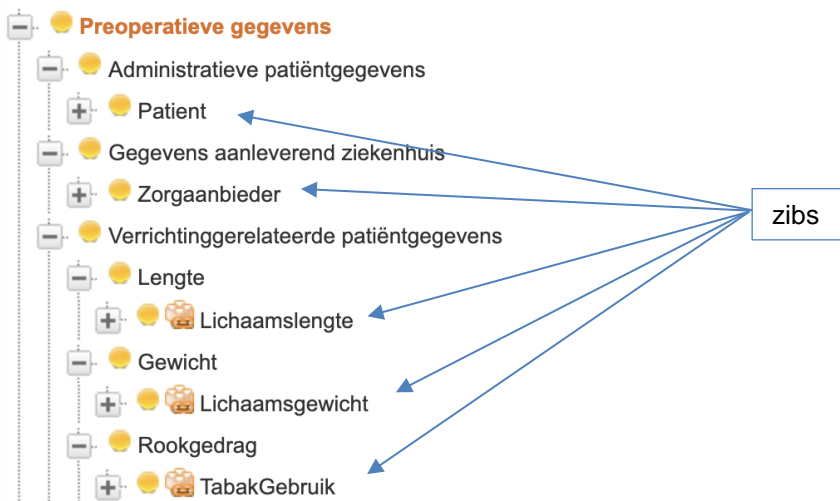 Preoperatieve gegevens
Administratieve patiëntgegevens
Patient
Gegevens aanleverend ziekenhuis
Zorgaanbieder
zibs
Verrichtinggerelateerde patiëntgegevens
Lengte
Lichaamslengte
Gewicht
Lichaamsgewicht
Rookgedrag
TabakGebruik